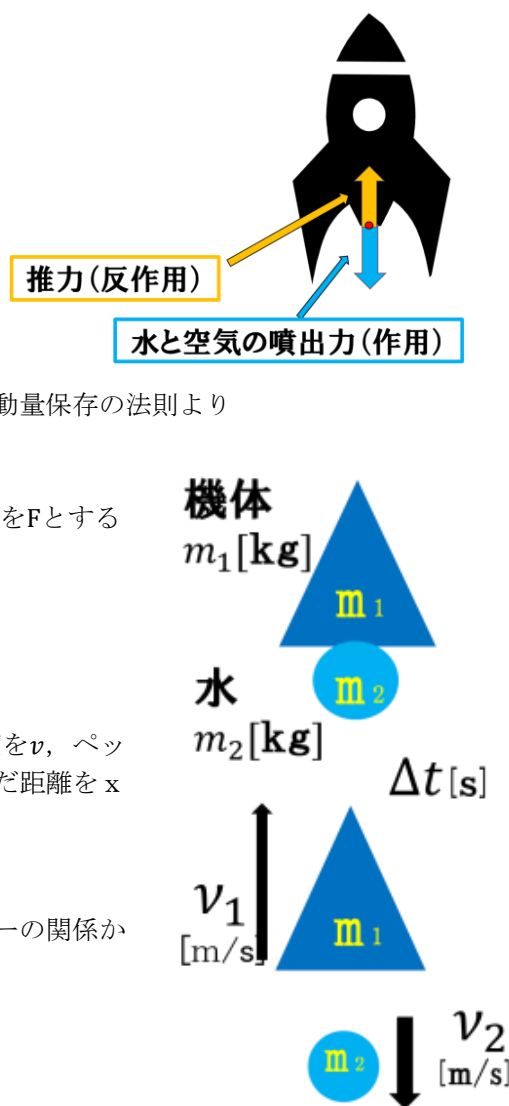 推力(反作用)
水と空気の噴出力(作用)
動量保存の法則より
機体
をFとする
m₁[kg]
m₁
水
m₂
m₂[kg]
をv，ペッ
だ距離をx
Δt[s]
v₁
[m/s]
m₁
ーの関係か
v₂
m₂
[m/s]